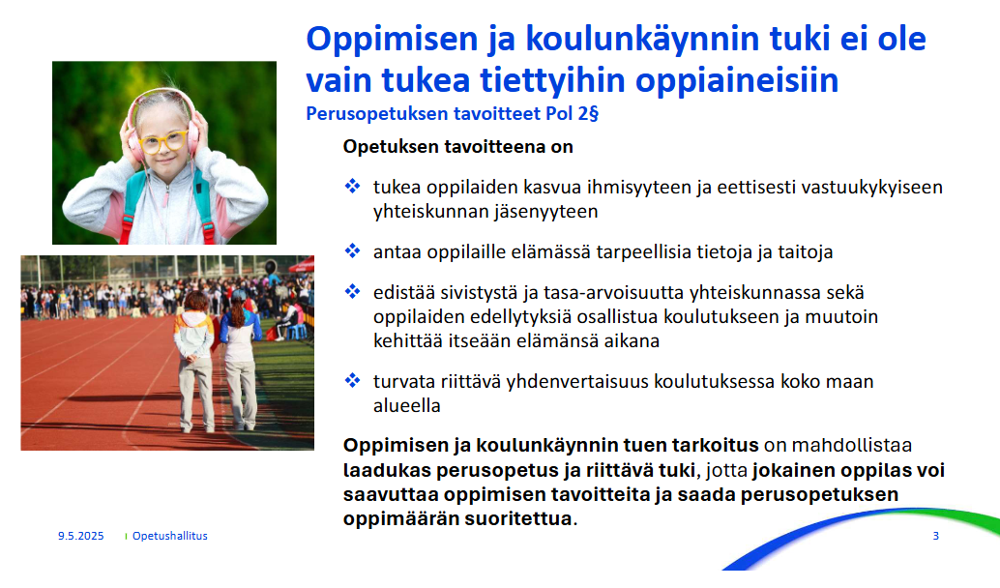 Oppimisen ja koulunkäynnin tuki ei ole
vain tukea tiettyihin oppiaineisiin
Perusopetuksen tavoitteet Pol 2§
Opetuksen tavoitteena on
❖ tukea oppilaiden kasvua ihmisyyteen ja eettisesti vastuukykyiseen
yhteiskunnan jäsenyyteen
❖ antaa oppilaille elämässä tarpeellisia tietoja ja taitoja
❖ edistää sivistystä ja tasa-arvoisuutta yhteiskunnassa sekä
oppilaiden edellytyksiä osallistua koulutukseen ja muutoin
kehittää itseään elämänsä aikana
❖ turvata riittävä yhdenvertaisuus koulutuksessa koko maan
alueella
Oppimisen ja koulunkäynnin tuen tarkoitus on mahdollistaa
laadukas perusopetus ja riittävä tuki, jotta jokainen oppilas voi
saavuttaa oppimisen tavoitteita ja saada perusopetuksen
oppimäärän suoritettua.
9.5.2025 Opetushallitus 3